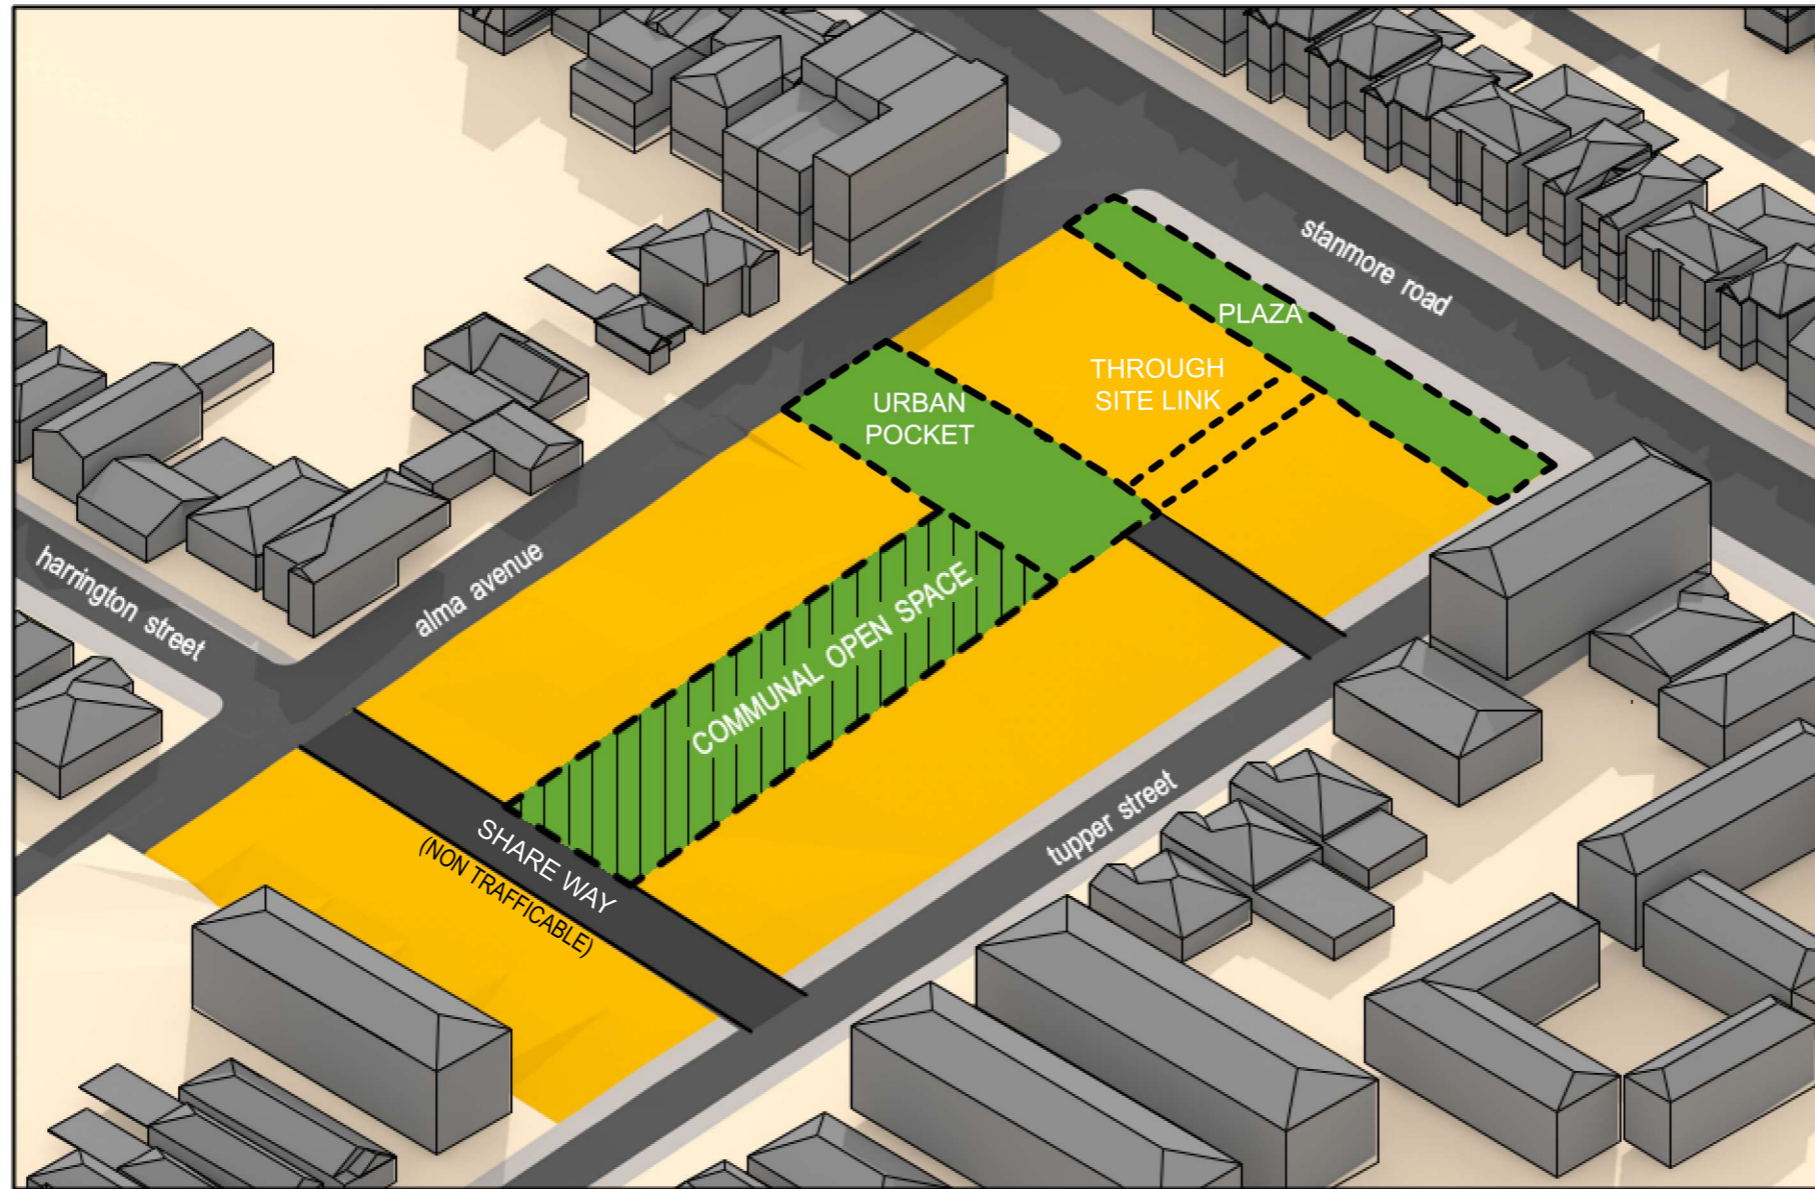 stanmore road
PLAZA
THROUGH
SITE LINK
URBAN
POCKET
harrington street
alma avenue
COMMUNAL OPEN SPACE
tupper street
SHARE WAY
(NON TRAFFICABLE)